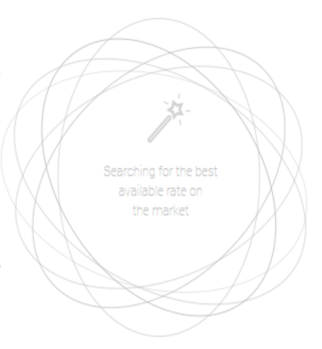 Searching for the best
available rate on
the market